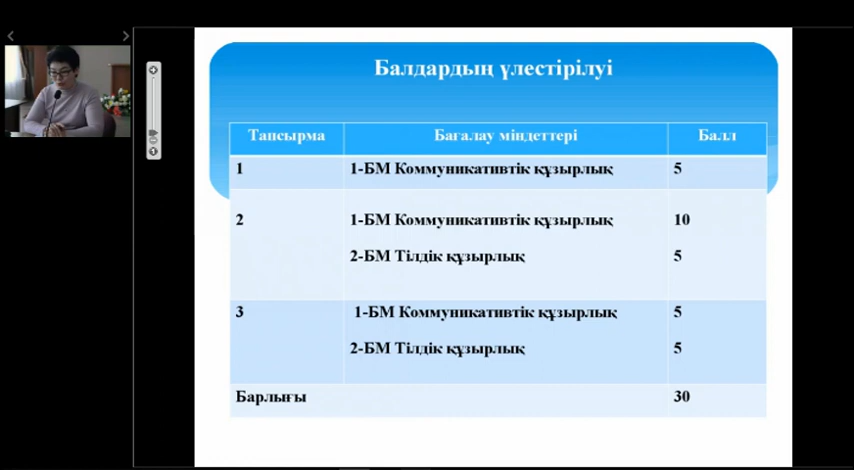 Балдардың үлестірілуі
Тапсырма Бағалау міндеттері Балл
1 1-БМ Коммуникативтік құзырлық 5
2 1-БМ Коммуникативтік құзырлық 10
2-БМ Тілдік құзырлық 5
3 1-БМ Коммуникативтік құзырлық 5
2-БМ Тілдік құзырлық 5
Барлығы 30